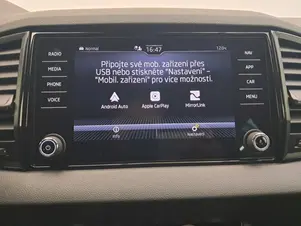 RADIO
MEDIA
PHONE
VOICE
16:47
Připojte své mob. zařízení přes
USB nebo stiskněte "Nastavení" –
"Mobil. zařízení" pro více možností.
Android Auto
Apple CarPlay
MirrorLink
Info
Nastavení
NAV
APP
CAR
MENU